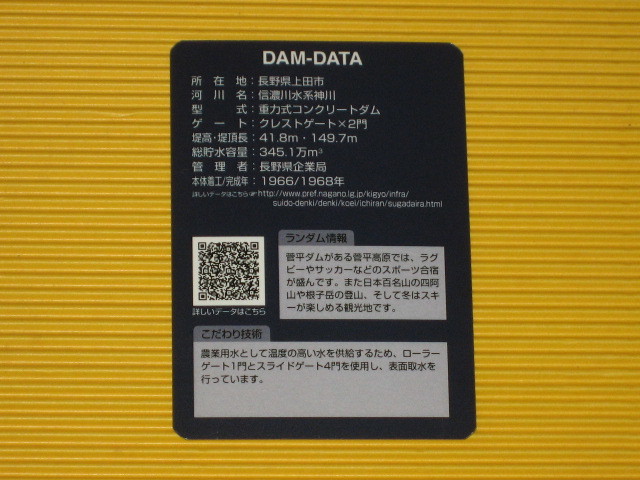 DAM-DATA
所在地：長野県上田市
河川名：信濃川水系神川
型式：重力式コンクリートダム
ゲート：クレストゲート×2門
堤高・堤頂長：41.8m・149.7m
総貯水容量：345.1万m³
管理者：長野県企業局
本体着工/完成年：1966/1968年
詳しいデータはこちら☞http://www.pref.nagano.lg.jp/kigyo/infra/
suido-denki/denki/koei/ichiran/sugadaira.html
ランダム情報
菅平ダムがある菅平高原では、ラグ
ビーやサッカーなどのスポーツ合宿
が盛んです。また日本百名山の四阿
山や根子岳の登山、そして冬はスキ
ーが楽しめる観光地です。
詳しいデータはこちら
こだわり技術
農業用水として温度の高い水を供給するため、ローラー
ゲート1門とスライドゲート4門を使用し、表面取水を
行っています。